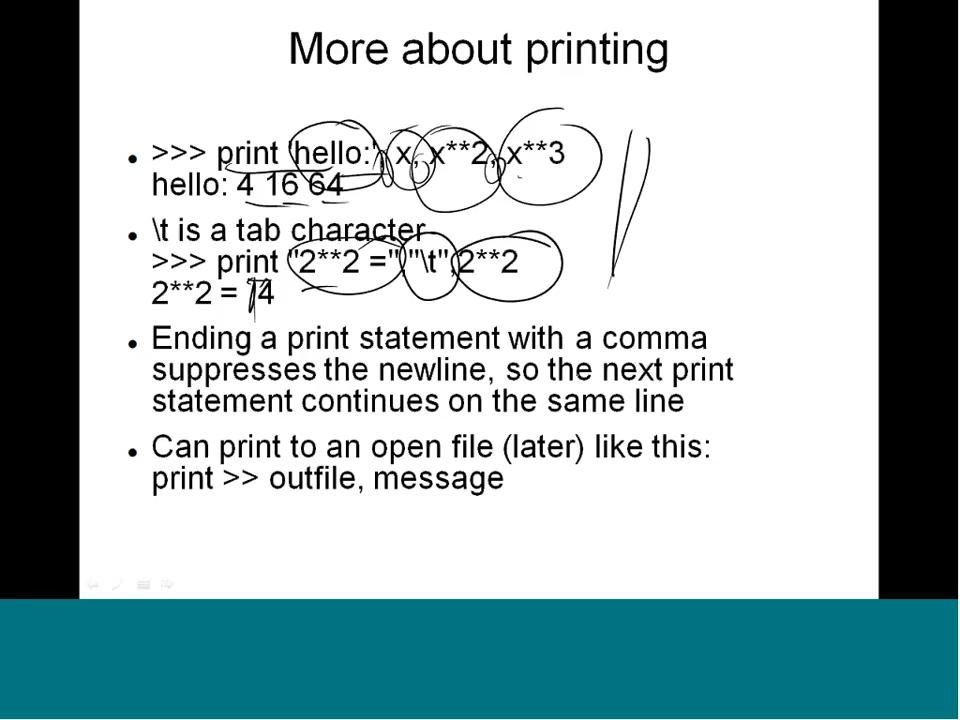 More about printing
>>> print 'hello:', x, x**2, x**3
hello: 4 16 64
\t is a tab character
>>> print "2**2 =","\t",2**2
2**2 = 4
Ending a print statement with a comma
suppresses the newline, so the next print
statement continues on the same line
Can print to an open file (later) like this:
print >> outfile, message